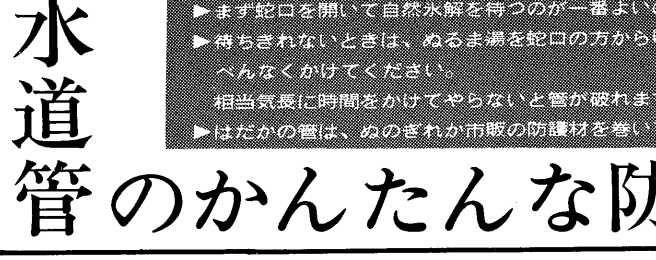 ▶まず蛇口を開いて自然氷解を待つのが一番よい
▶待ちきれないときは、ぬるま湯を蛇口の方から
べんなくかけてください。
相当気長に時間をかけてやらないと管が破れま
▶はだかの管は、ぬのぎれか市販の防護材を巻い
水道管のかんたんな防